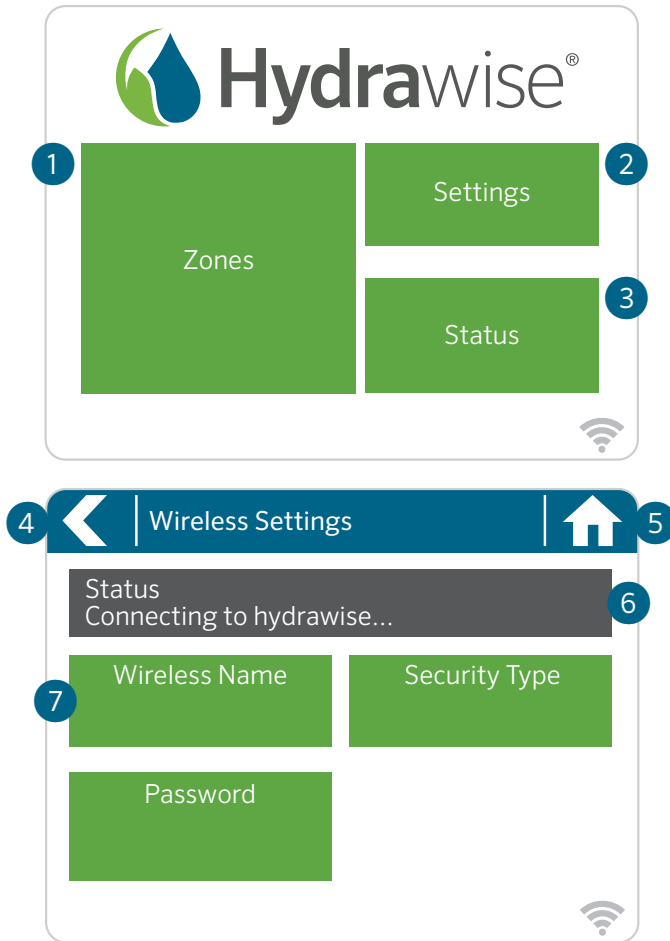 Hydrawise®
1
2
Zones
Settings
3
Status
4
Wireless Settings
5
Status
Connecting to hydrawise...
6
7
Wireless Name
Security Type
Password